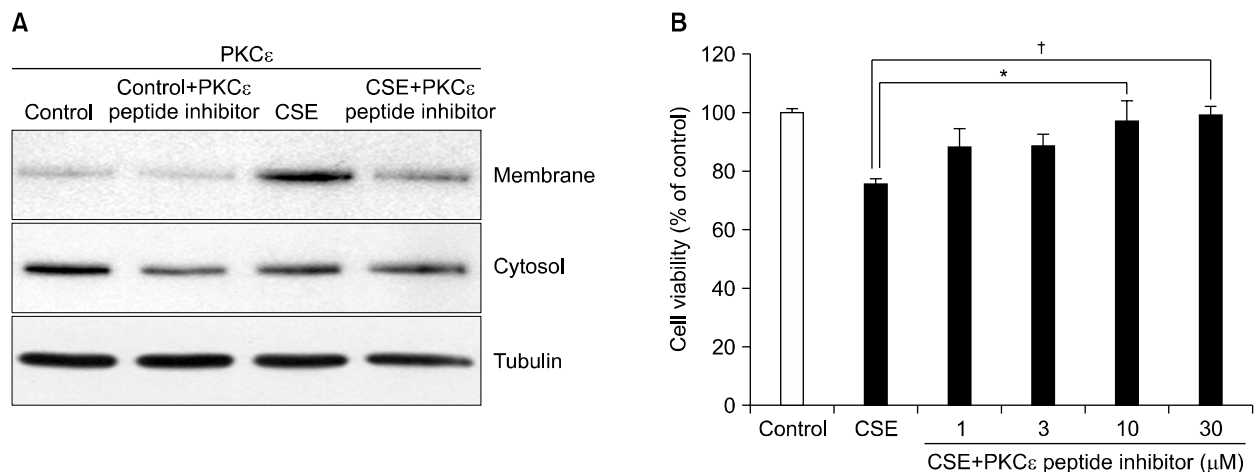 A
PKCε
Control
Control+PKCε
peptide inhibitor
CSE
CSE+PKCε
peptide inhibitor
Membrane
Cytosol
Tubulin
B
Cell viability (% of control)
120
100
80
60
40
20
0
†
*
Control
CSE
1
3
10
30
CSE+PKCε peptide inhibitor (μM)